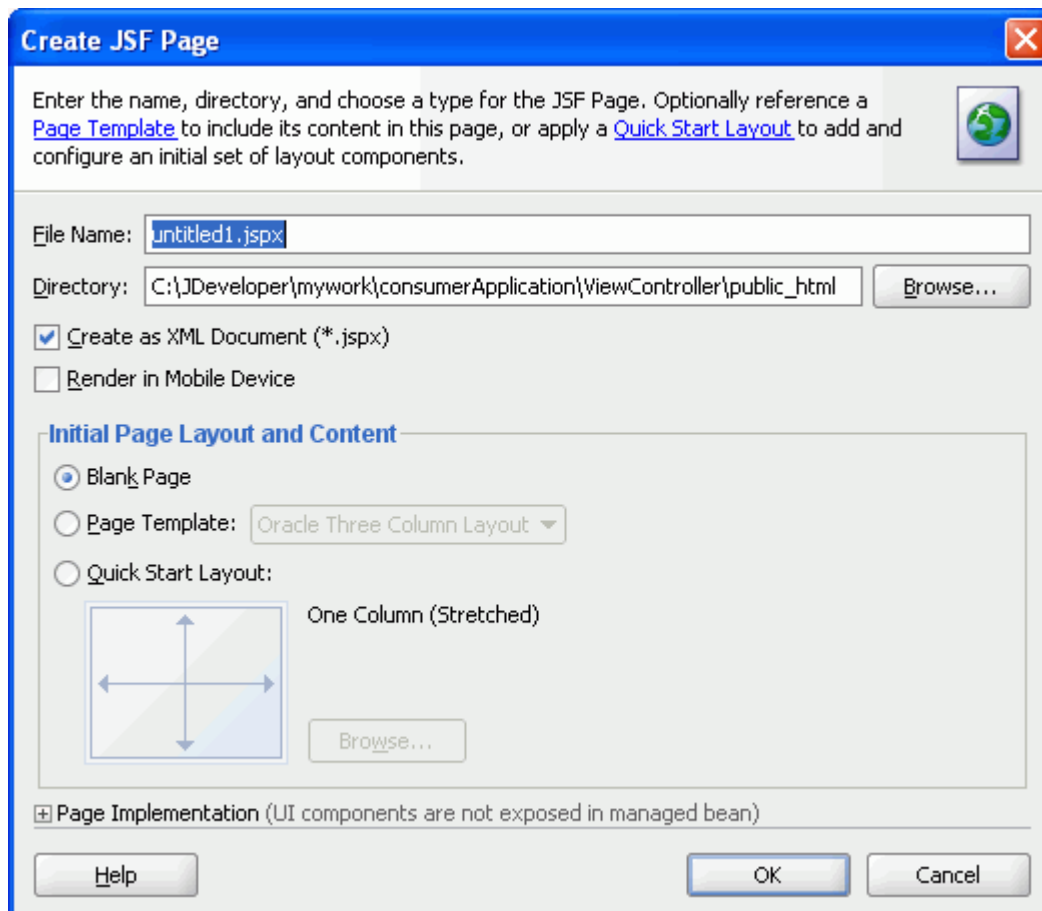 Create JSF Page
Enter the name, directory, and choose a type for the JSF Page. Optionally reference a
Page Template to include its content in this page, or apply a Quick Start Layout to add and
configure an initial set of layout components.
File Name: untitled1.jspx
Directory: C:\JDeveloper\mywork\consumerApplication\ViewController\public_html Browse...
Create as XML Document (*.jspx)
Render in Mobile Device
Initial Page Layout and Content
Blank Page
Page Template: Oracle Three Column Layout
Quick Start Layout:
One Column (Stretched)
Browse...
Page Implementation (UI components are not exposed in managed bean)
Help OK Cancel